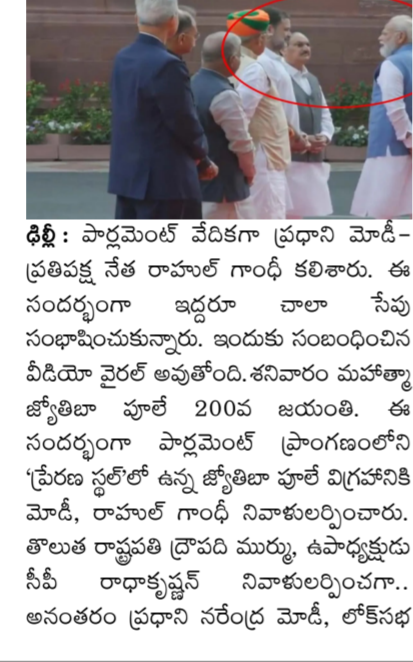 ఢిల్లీ : పార్లమెంట్ వేదికగా ప్రధాని మోడీ–
ప్రతిపక్ష నేత రాహుల్ గాంధీ కలిశారు. ఈ
సందర్భంగా ఇద్దరూ చాలా సేపు
సంభాషించుకున్నారు. ఇందుకు సంబంధించిన
వీడియో వైరల్ అవుతోంది.శనివారం మహాత్మా
జ్యోతిబా పూలే 200వ జయంతి. ఈ
సందర్భంగా పార్లమెంట్ ప్రాంగణంలోని
‘ప్రేరణ స్థల్’లో ఉన్న జ్యోతిబా పూలే విగ్రహానికి
మోడీ, రాహుల్ గాంధీ నివాళులర్పించారు.
తొలుత రాష్ట్రపతి ద్రౌపది ముర్ము, ఉపాధ్యక్షుడు
సీపీ రాధాకృష్ణన్ నివాళులర్పించగా..
అనంతరం ప్రధాని నరేంద్ర మోడీ, లోక్‌సభ